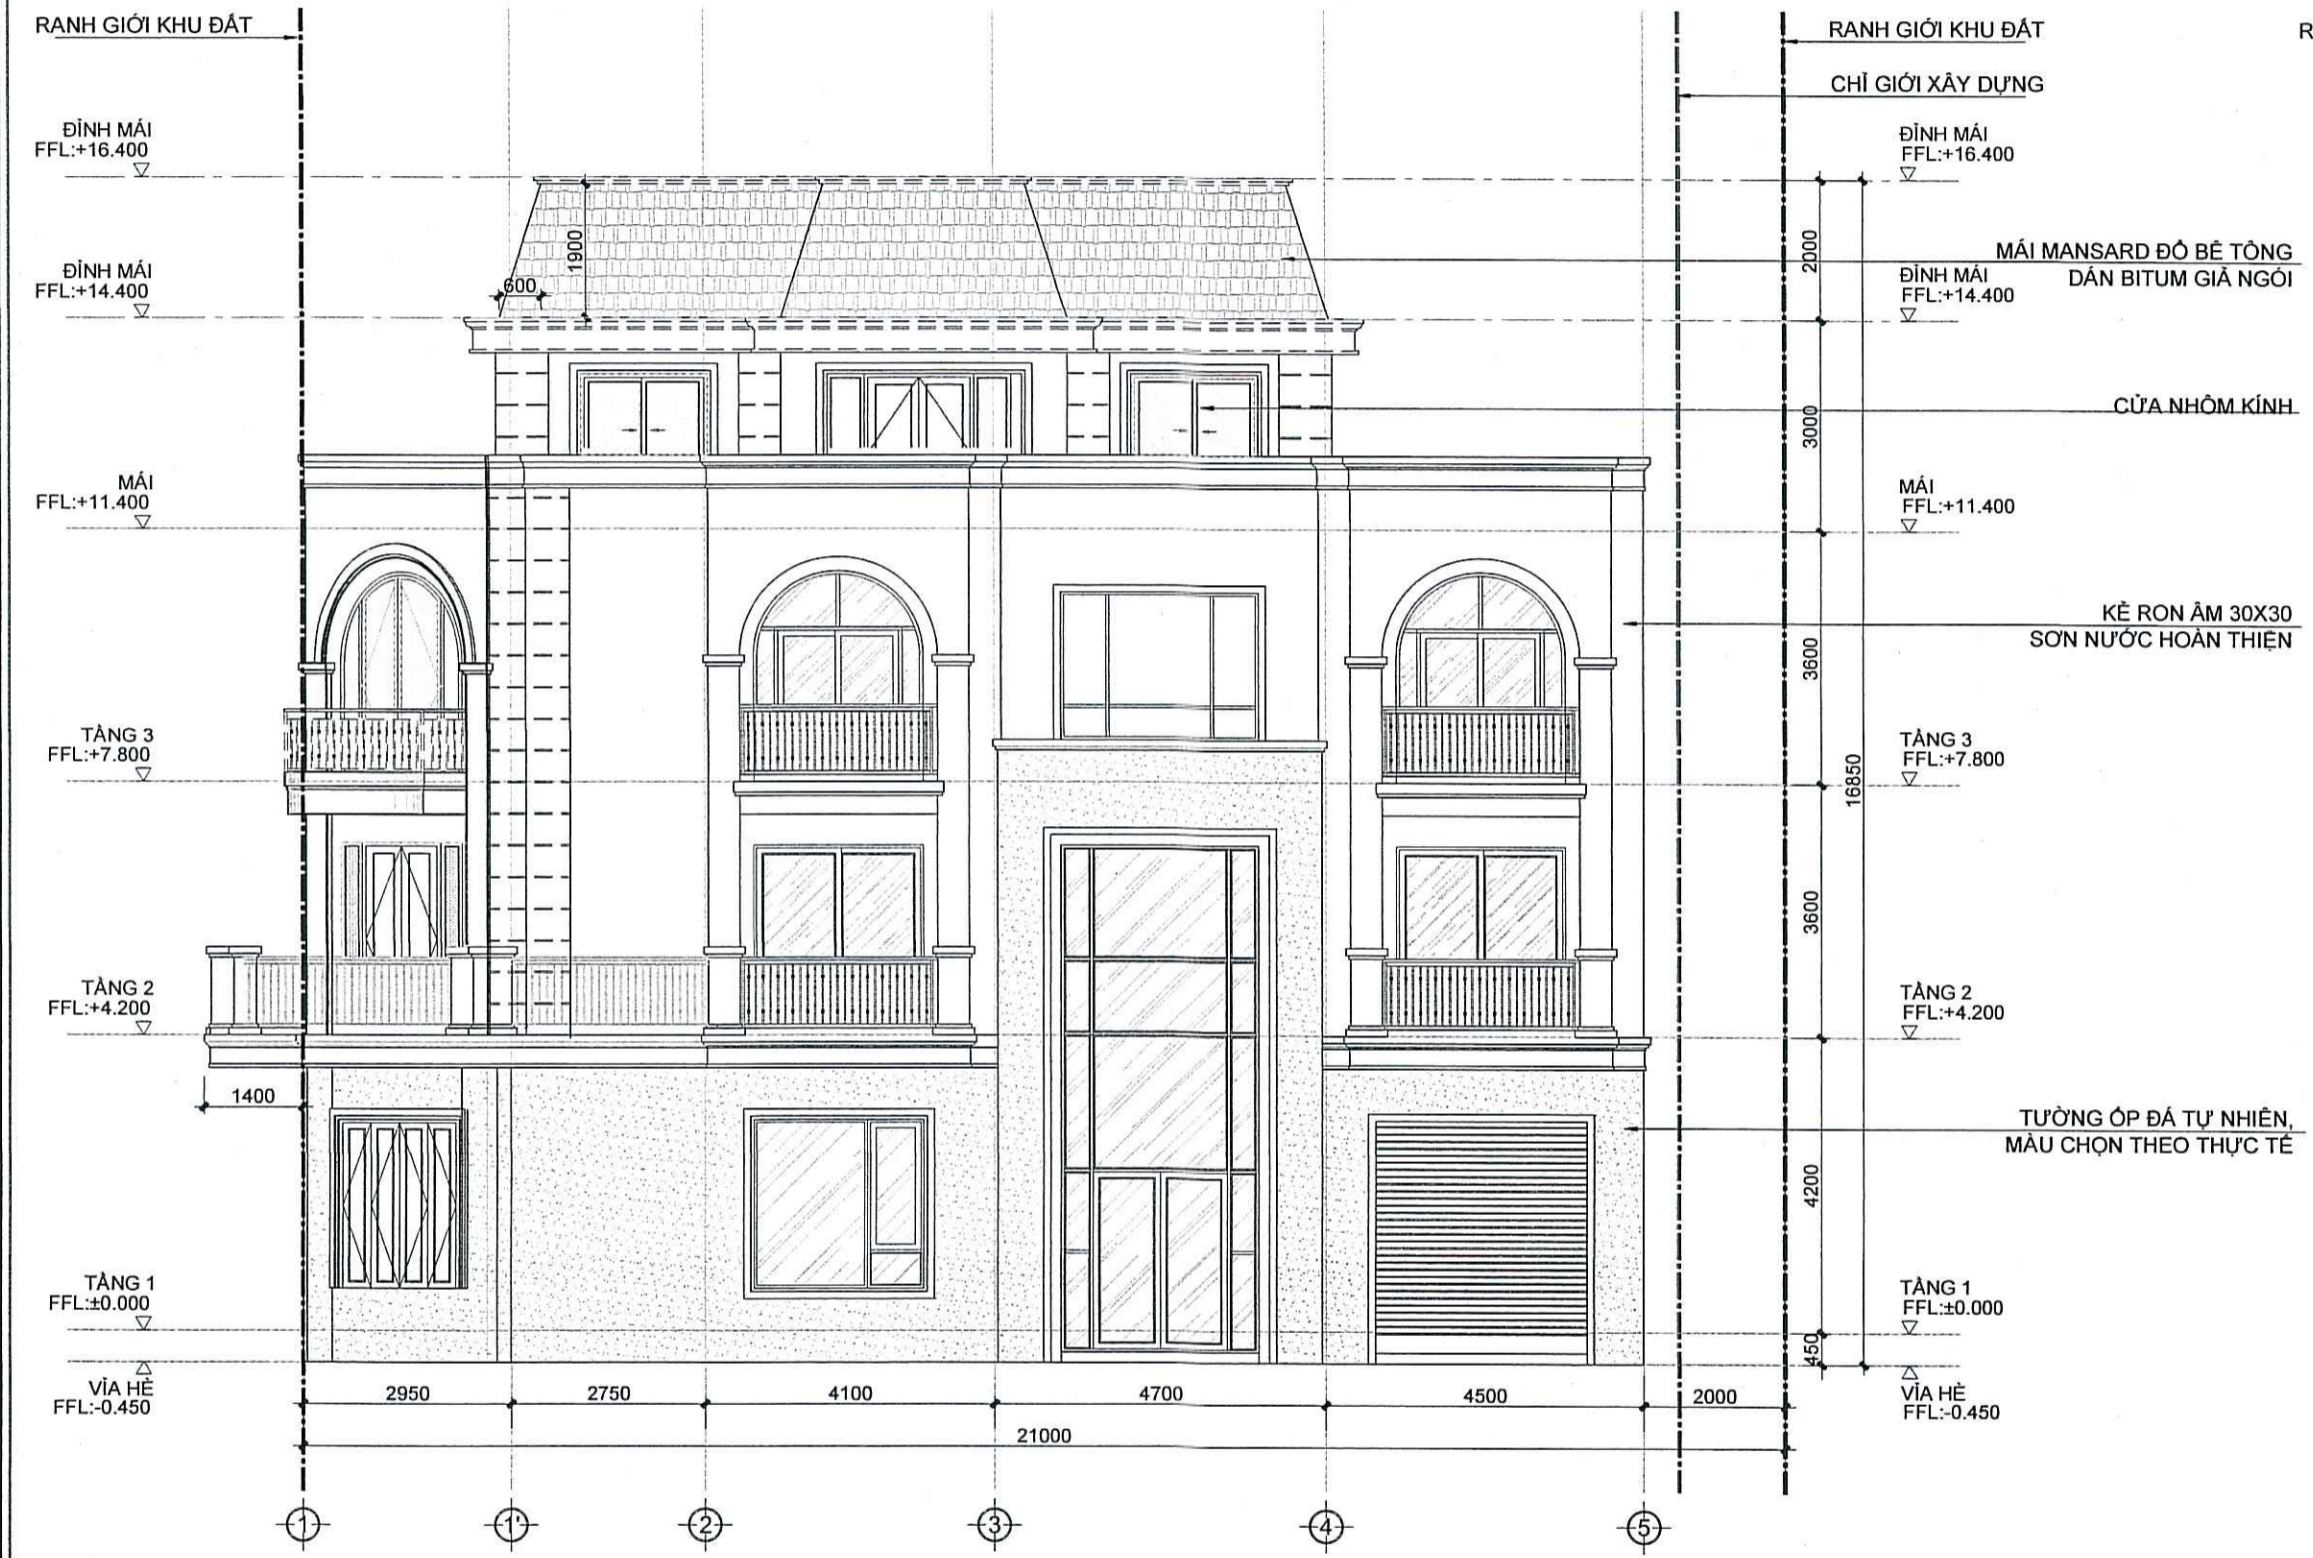 RANH GIỚI KHU ĐẤT
RANH GIỚI KHU ĐẤT
R
CHỈ GIỚI XÂY DỰNG
ĐỈNH MÁI
FFL:+16.400
ĐỈNH MÁI
FFL:+16.400
1900
2000
MÁI MANSARD ĐỔ BÊ TÔNG
DÁN BITUM GIẢ NGÓI
ĐỈNH MÁI
FFL:+14.400
ĐỈNH MÁI
FFL:+14.400
600
CỬA NHÔM KÍNH
3000
MÁI
FFL:+11.400
MÁI
FFL:+11.400
KẺ RON ÂM 30X30
SƠN NƯỚC HOÀN THIỆN
3600
TẦNG 3
FFL:+7.800
TẦNG 3
FFL:+7.800
16850
3600
TẦNG 2
FFL:+4.200
TẦNG 2
FFL:+4.200
1400
TƯỜNG ỐP ĐÁ TỰ NHIÊN,
MÀU CHỌN THEO THỰC TẾ
4200
TẦNG 1
FFL:±0.000
TẦNG 1
FFL:±0.000
450
VỈA HÈ
FFL:-0.450
VỈA HÈ
FFL:-0.450
2950 2750 4100 4700 4500 2000
21000
1 1' 2 3 4 5